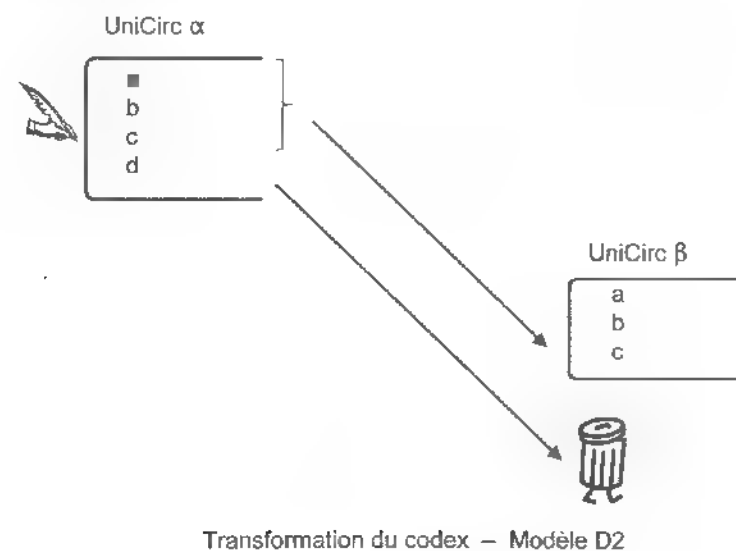 UniCirc α
■
b
c
d
UniCirc β
a
b
c
Transformation du codex – Modèle D2